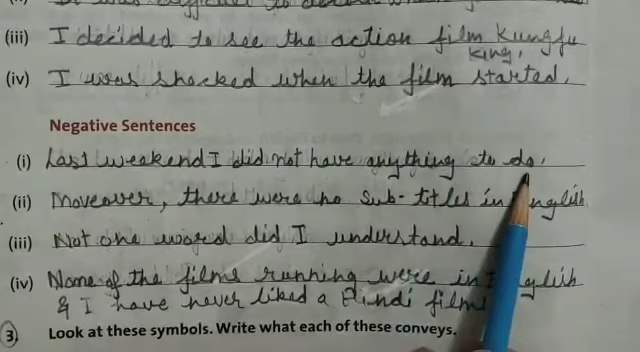 (iii) I decided to see the action film Kungfu
King.
(iv) I was shocked when the film started.
Negative Sentences
(i) Last weekend I did not have anything to do.
(ii) Moveover, there were no sub-titles in English
(iii) Not one word did I understand.
(iv) None of the films running were in English
& I have never liked a Hindi film
3. Look at these symbols. Write what each of these conveys.